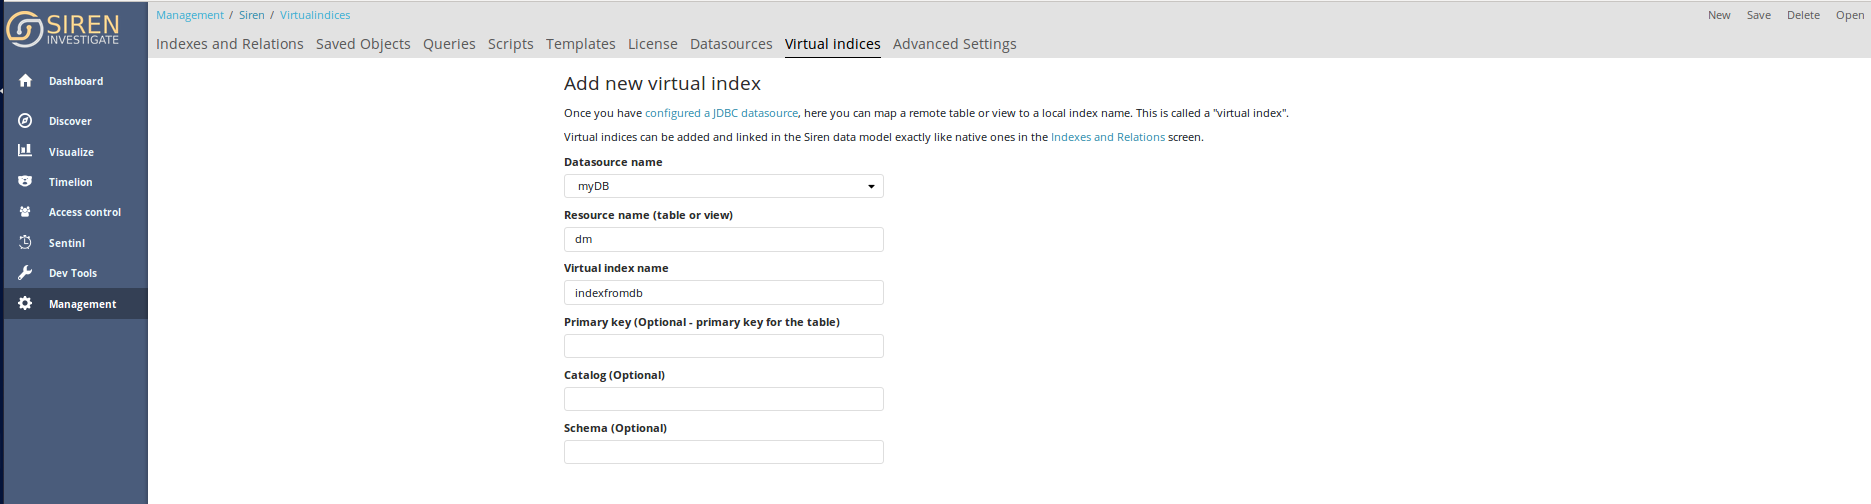 SIREN
INVESTIGATE
Dashboard
Discover
Visualize
Timelion
Access control
Sentinl
Dev Tools
Management
Management / Siren / Virtualindices
New Save Delete Open
Indexes and Relations Saved Objects Queries Scripts Templates License Datasources Virtual indices Advanced Settings
Add new virtual index
Once you have configured a JDBC datasource, here you can map a remote table or view to a local index name. This is called a "virtual index".
Virtual indices can be added and linked in the Siren data model exactly like native ones in the Indexes and Relations screen.
Datasource name
myDB
Resource name (table or view)
dm
Virtual index name
indexfromdb
Primary key (Optional - primary key for the table)
Catalog (Optional)
Schema (Optional)